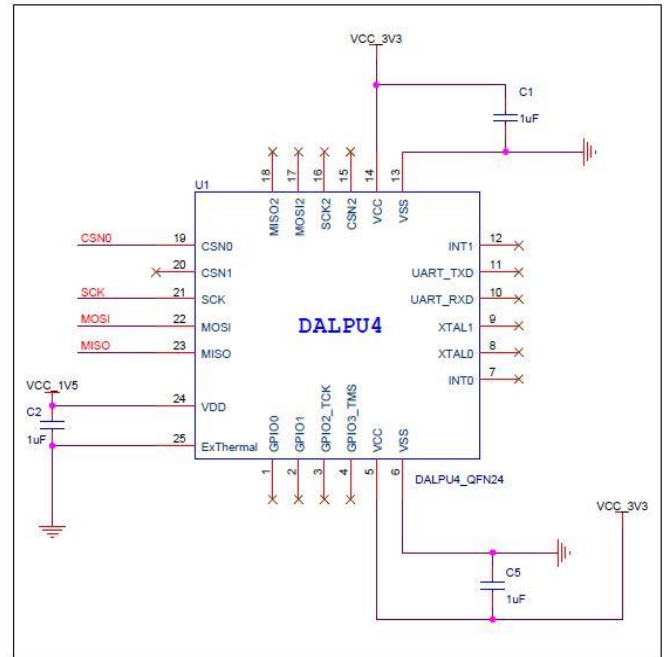 VCC_3V3
C1
1uF
U1
18 17 16 15 14 13
MISO2 MOSI2 SCK2 CSN2 VCC VSS
CSN0 19 CSN0
20 CSN1
SCK 21 SCK
MOSI 22 MOSI
MISO 23 MISO
VCC_1V5
24 VDD
C2
1uF
25 ExThermal
DALPU4
INT1 12
UART_TXD 11
UART_RXD 10
XTAL1 9
XTAL0 8
INT0 7
GPIO0 GPIO1 GPIO2_TCK GPIO3_TMS VCC VSS
1 2 3 4 5 6
DALPU4_QFN24
VCC_3V3
C5
1uF